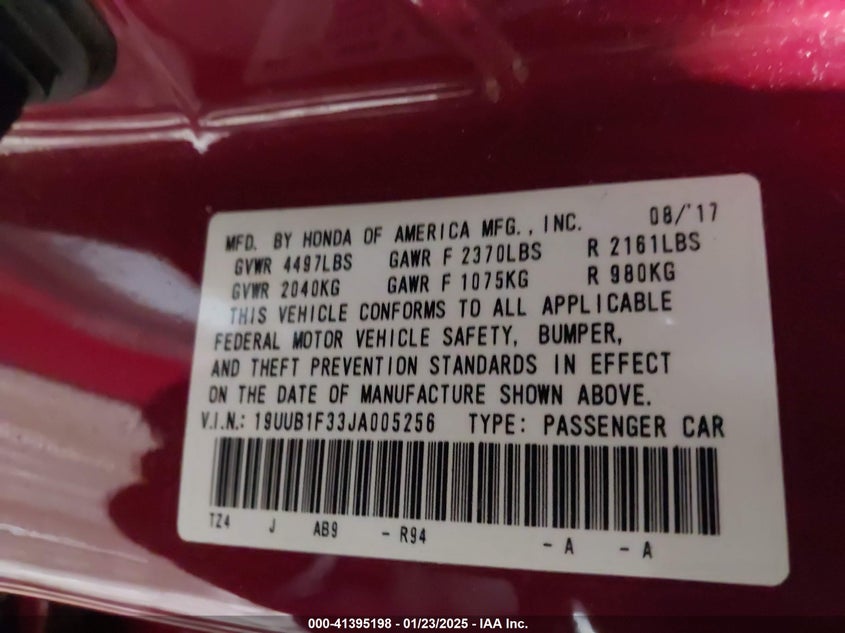 MFD. BY HONDA OF AMERICA MFG., INC. 08/'17
GVWR 4497LBS GAWR F 2370LBS R 2161LBS
GVWR 2040KG GAWR F 1075KG R 980KG
THIS VEHICLE CONFORMS TO ALL APPLICABLE
FEDERAL MOTOR VEHICLE SAFETY, BUMPER,
AND THEFT PREVENTION STANDARDS IN EFFECT
ON THE DATE OF MANUFACTURE SHOWN ABOVE.
V.I.N.: 19UUB1F33JA005256 TYPE: PASSENGER CAR
TZ4 J AB9 - R94 - A - A
000-41395198 - 01/23/2025 - IAA Inc.